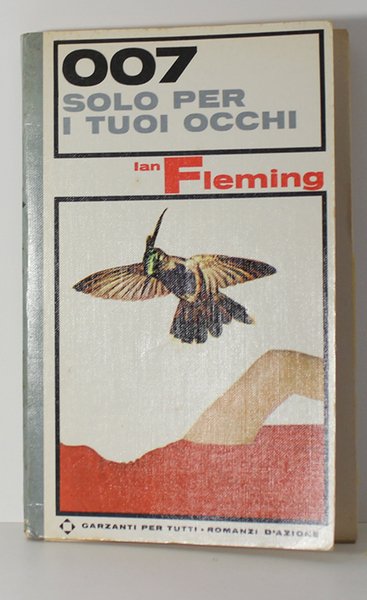 007
SOLO PER
I TUOI OCCHI
Ian Fleming
GARZANTI PER TUTTI • ROMANZI D'AZIONE